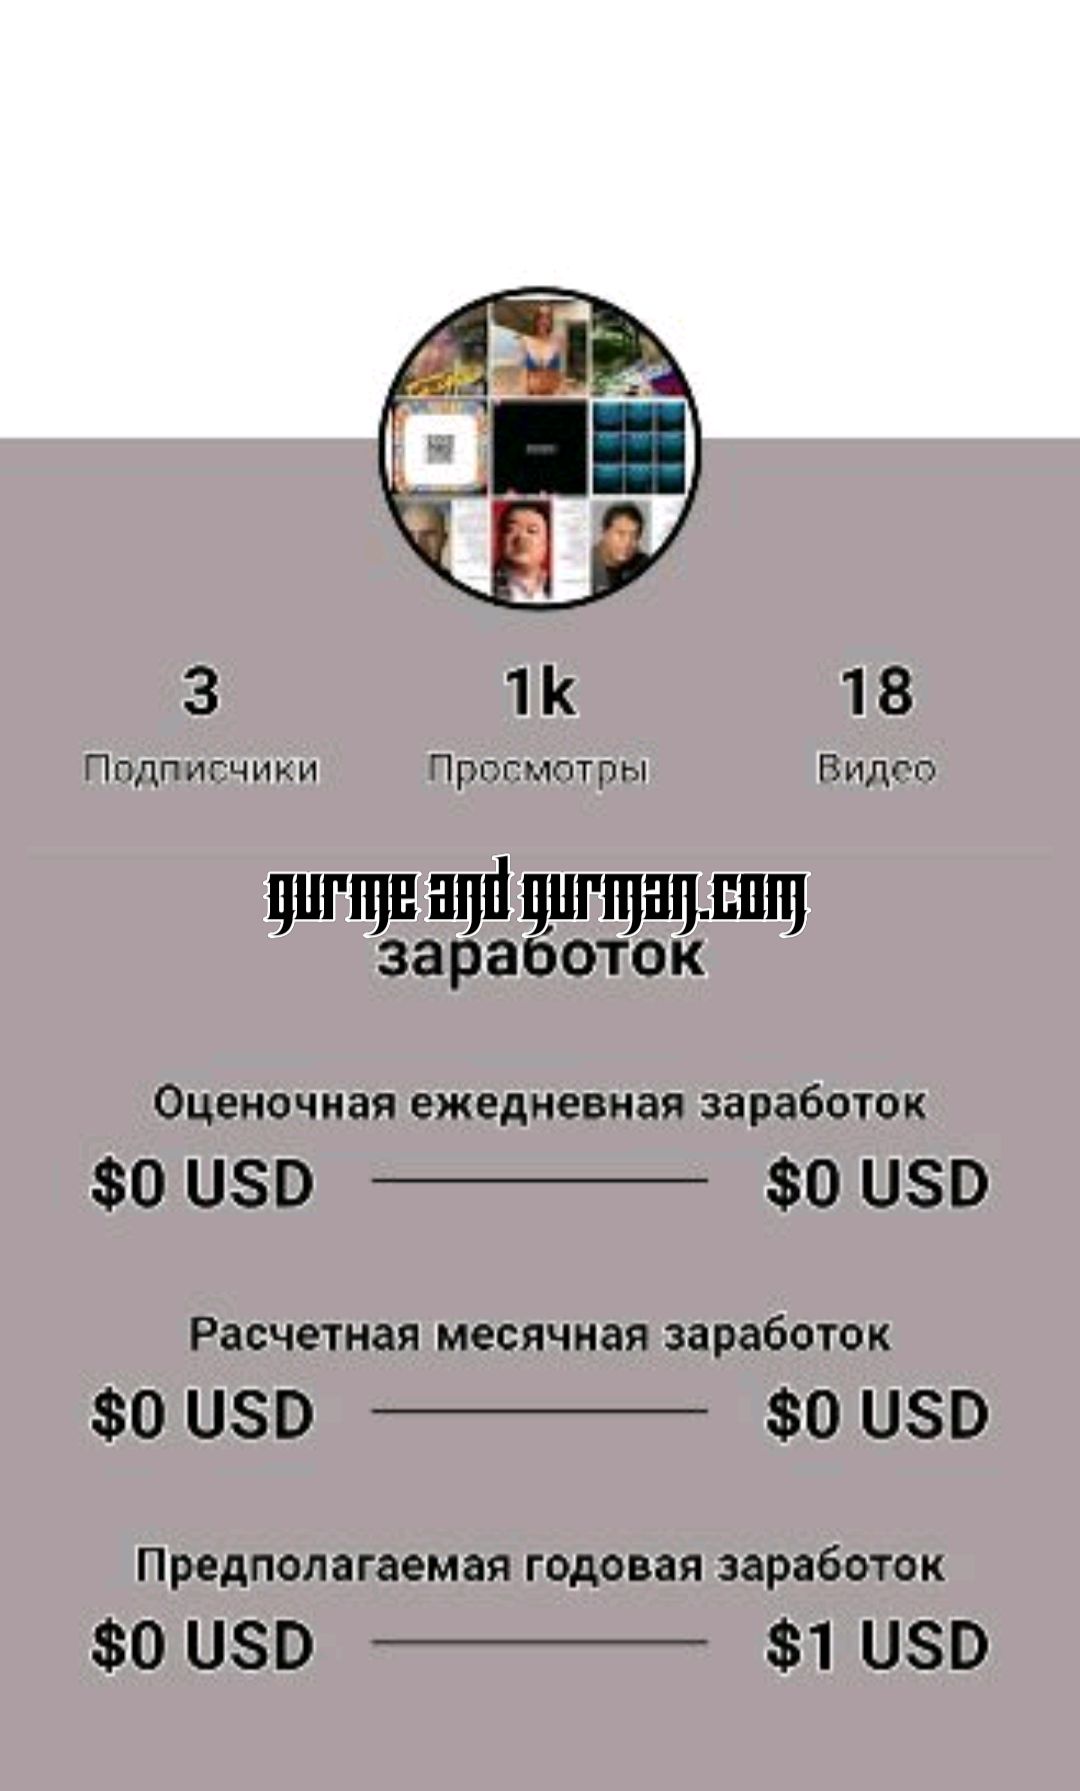 3 1k 18
Подписчики Просмотры Видео
gurme and gurman.com
заработок
Оценочная ежедневная заработок
$0 USD $0 USD
Расчетная месячная заработок
$0 USD $0 USD
Предполагаемая годовая заработок
$0 USD $1 USD